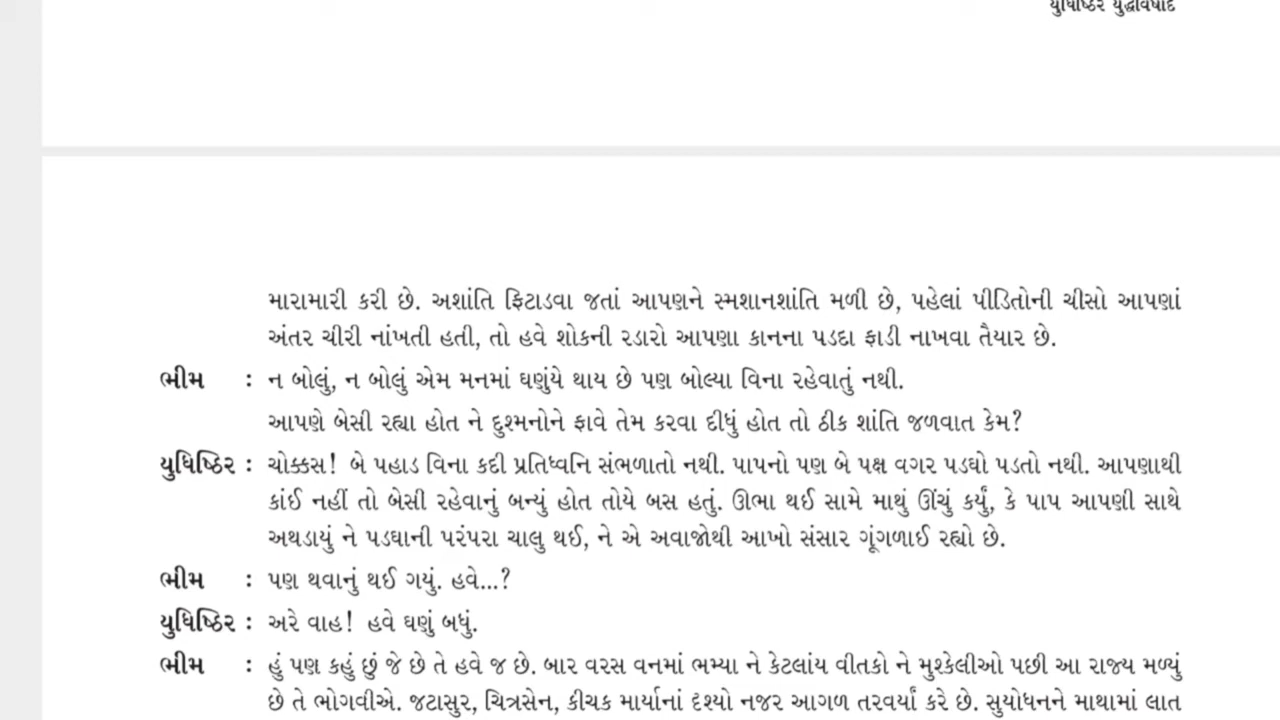 યુધિષ્ઠિર યુદ્ધવિષાદ
મારામારી કરી છે. અશાંતિ ફિટાડવા જતાં આપણને સ્મશાનશાંતિ મળી છે, પહેલાં પીડિતોની ચીસો આપણાં
અંતર ચીરી નાંખતી હતી, તો હવે શોકની રડારો આપણા કાનના પડદા ફાડી નાખવા તૈયાર છે.
ભીમ : ન બોલું, ન બોલું એમ મનમાં ઘણુંયે થાય છે પણ બોલ્યા વિના રહેવાતું નથી.
આપણે બેસી રહ્યા હોત ને દુશ્મનોને ફાવે તેમ કરવા દીધું હોત તો ઠીક શાંતિ જળવાત કેમ?
યુધિષ્ઠિર : ચોક્કસ! બે પહાડ વિના કદી પ્રતિધ્વનિ સંભળાતો નથી. પાપનો પણ બે પક્ષ વગર પડઘો પડતો નથી. આપણાથી
કાંઈ નહીં તો બેસી રહેવાનું બન્યું હોત તોયે બસ હતું. ઊભા થઈ સામે માથું ઊંચું કર્યું, કે પાપ આપણી સાથે
અથડાયું ને પડઘાની પરંપરા ચાલુ થઈ, ને એ અવાજોથી આખો સંસાર ગૂંગળાઈ રહ્યો છે.
ભીમ : પણ થવાનું થઈ ગયું. હવે...?
યુધિષ્ઠિર : અરે વાહ! હવે ઘણું બધું.
ભીમ : હું પણ કહું છું જે છે તે હવે જ છે. બાર વરસ વનમાં ભમ્યા ને કેટલાંય વીતકો ને મુશ્કેલીઓ પછી આ રાજ્ય મળ્યું
છે તે ભોગવીએ. જટાસુર, ચિત્રસેન, કીચક માર્યાનાં દૃશ્યો નજર આગળ તરવર્યાં કરે છે. સુયોધનને માથામાં લાત